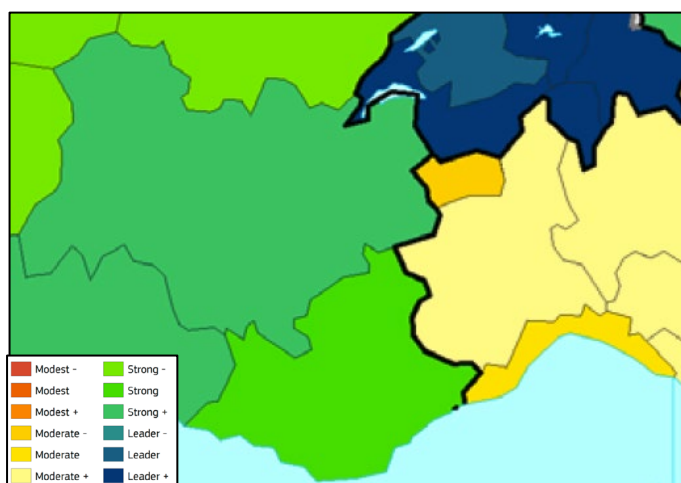 Modest -
Modest
Modest +
Moderate -
Moderate
Moderate +
Strong -
Strong
Strong +
Leader -
Leader
Leader +